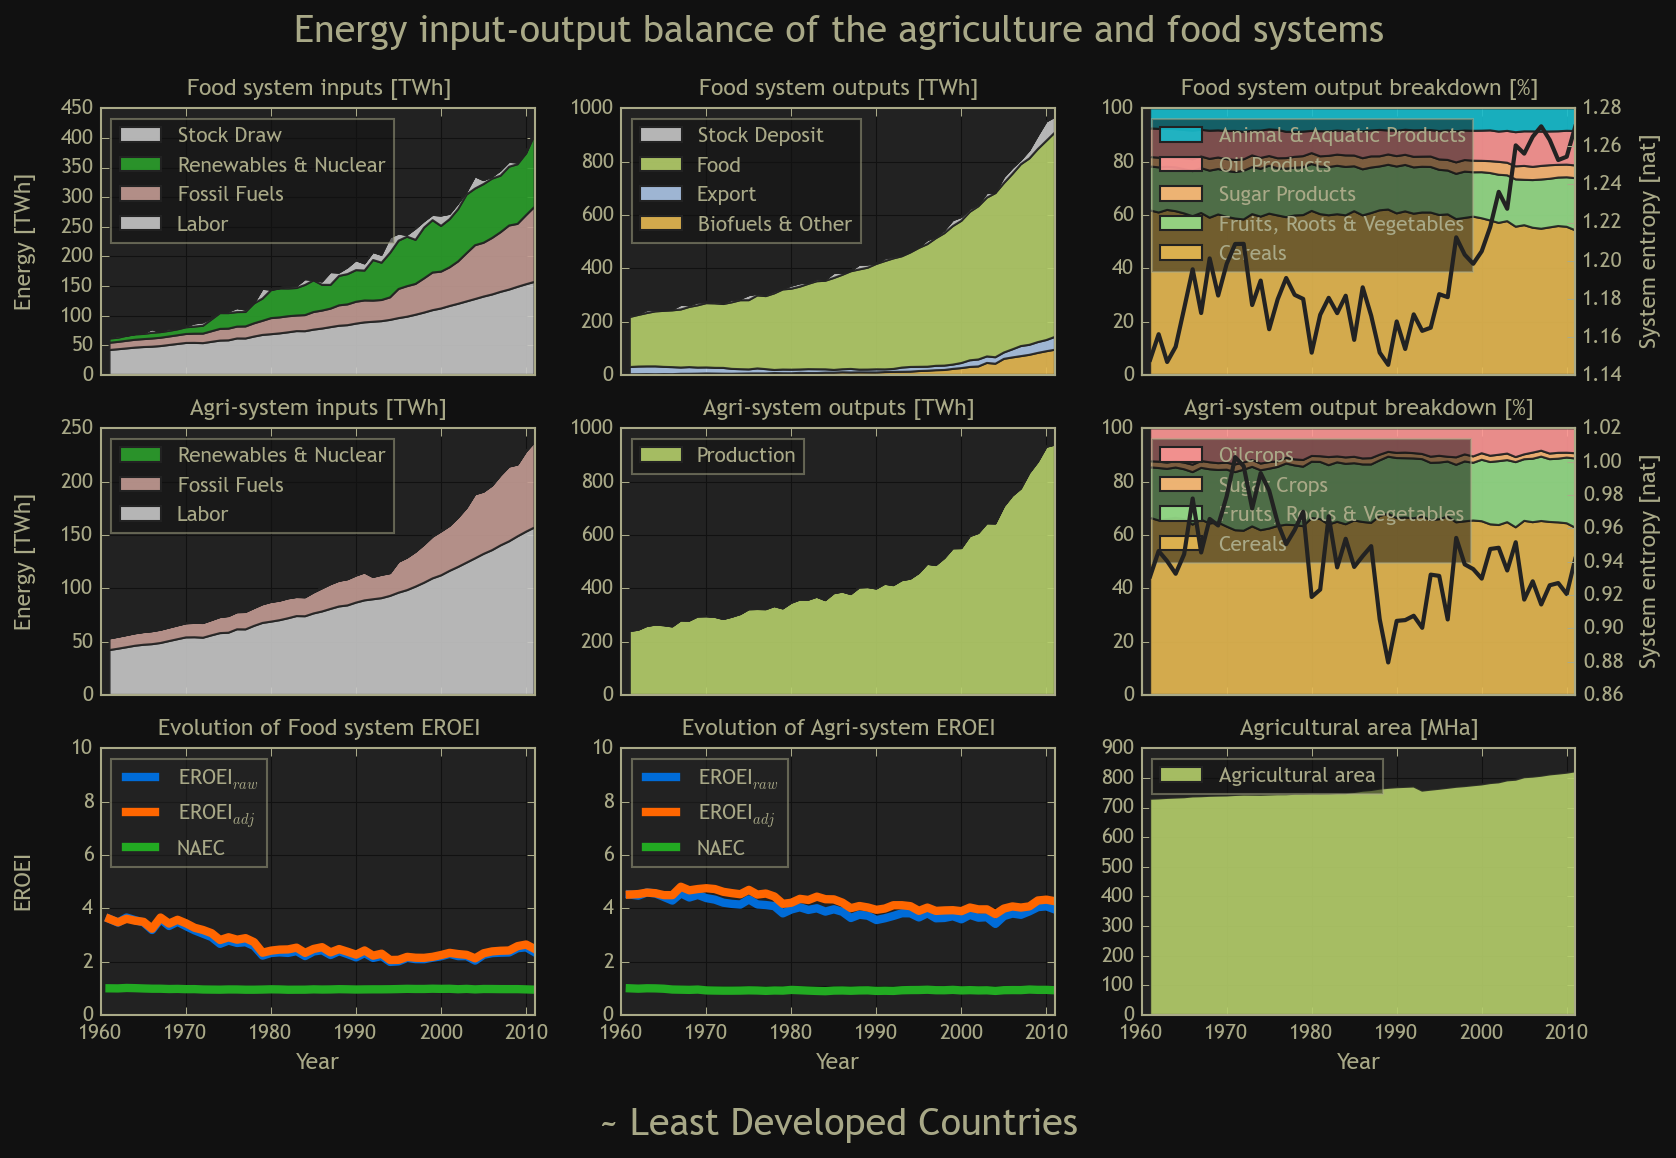 Energy input-output balance of the agriculture and food systems
Food system inputs [TWh]
Energy [TWh]
450
400
350
300
250
200
150
100
50
0
Stock Draw
Renewables & Nuclear
Fossil Fuels
Labor
Food system outputs [TWh]
1000
800
600
400
200
0
Stock Deposit
Food
Export
Biofuels & Other
Food system output breakdown [%]
100
80
60
40
20
0
Animal & Aquatic Products
Oil Products
Sugar Products
Fruits, Roots & Vegetables
Cereals
1.28
1.26
1.24
1.22
1.20
1.18
1.16
1.14
System entropy [nat]
Agri-system inputs [TWh]
Energy [TWh]
250
200
150
100
50
0
Renewables & Nuclear
Fossil Fuels
Labor
Agri-system outputs [TWh]
1000
800
600
400
200
0
Production
Agri-system output breakdown [%]
100
80
60
40
20
0
Oilcrops
Sugar Crops
Fruits, Roots & Vegetables
Cereals
1.02
1.00
0.98
0.96
0.94
0.92
0.90
0.88
0.86
System entropy [nat]
Evolution of Food system EROEI
EROEI
10
8
6
4
2
0
EROEI_raw
EROEI_adj
NAEC
1960 1970 1980 1990 2000 2010
Year
Evolution of Agri-system EROEI
10
8
6
4
2
0
EROEI_raw
EROEI_adj
NAEC
1960 1970 1980 1990 2000 2010
Year
Agricultural area [MHa]
900
800
700
600
500
400
300
200
100
0
Agricultural area
1960 1970 1980 1990 2000 2010
Year
~ Least Developed Countries